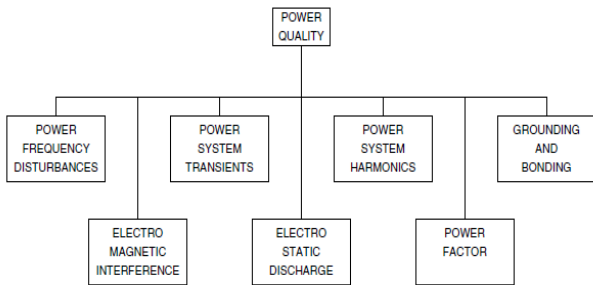 POWER
QUALITY
POWER
FREQUENCY
DISTURBANCES
POWER
SYSTEM
TRANSIENTS
POWER
SYSTEM
HARMONICS
GROUNDING
AND
BONDING
ELECTRO
MAGNETIC
INTERFERENCE
ELECTRO
STATIC
DISCHARGE
POWER
FACTOR